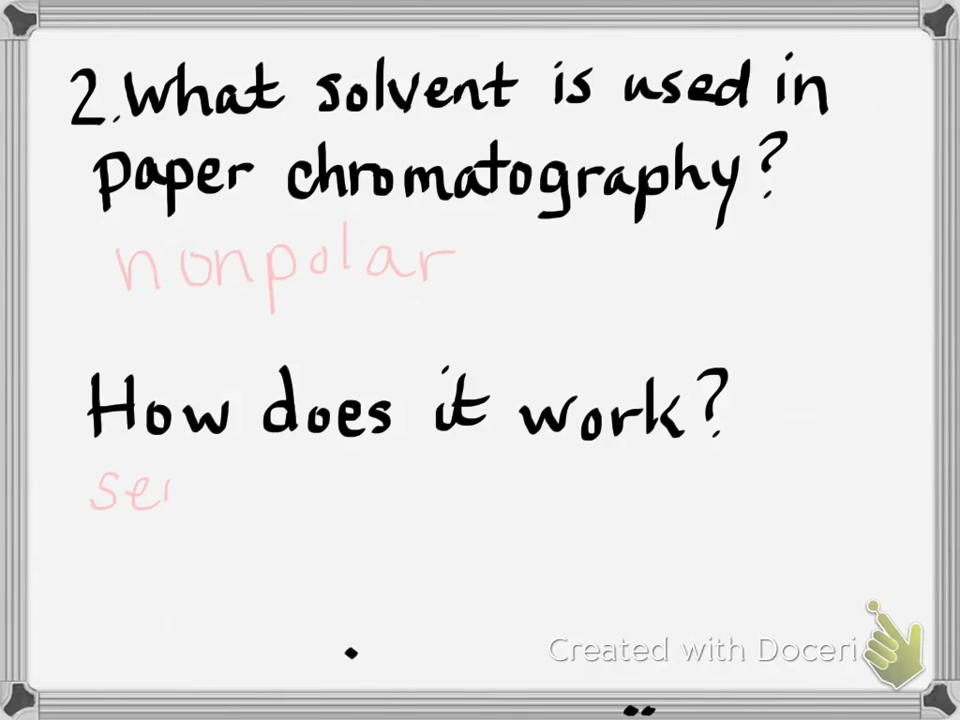 2. What solvent is used in
paper chromatography?
nonpolar
How does it work?
Created with Doceri